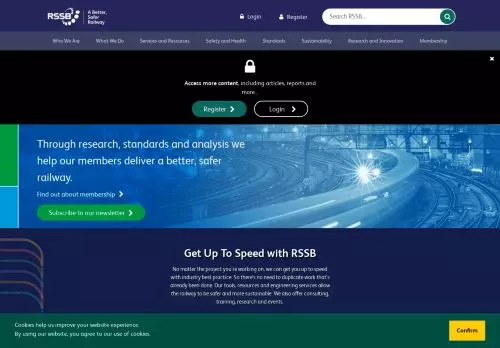 RSSB
A Better,
Safer
Railway
Login
Register
Search RSSB...
Who We Are
What We Do
Services and Resources
Safety and Health
Standards
Sustainability
Research and Innovation
Membership
Access more content, including articles, reports and
more.
Register
Login
Through research, standards and analysis we
help our members deliver a better, safer
railway.
Find out about membership
Subscribe to our newsletter
Get Up To Speed with RSSB
No matter the project you're working on, we can get you up to speed
with industry best practice. So there's no need to duplicate work that's
already been done. Our tools, resources and engineering services allow
the railway to be safer and more sustainable. We also offer consulting,
training, research and events.
Cookies help us improve your website experience.
By using our website, you agree to our use of cookies.
Confirm